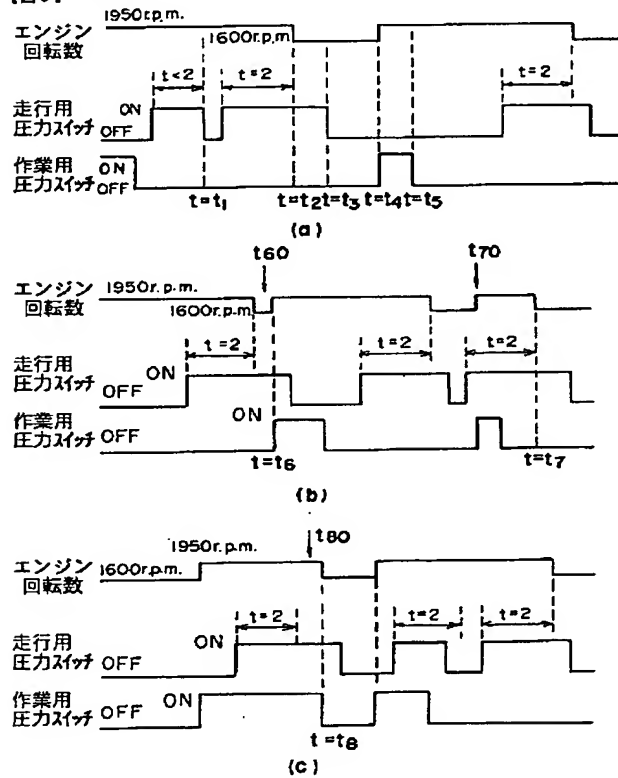 1950r.p.m.
エンジン
回転数
1600r.p.m
t<2
t=2
t=2
走行用
圧力スイッチ
ON
OFF
作業用
圧力スイッチ
ON
OFF
t=t1
t=t2
t=t3
t=t4
t=t5
(a)
t60
t70
エンジン
回転数
1950r.p.m.
1600r.p.m
t=2
t=2
t=2
走行用
圧力スイッチ
ON
OFF
作業用
圧力スイッチ
ON
OFF
t=t6
t=t7
(b)
t80
1950r.p.m.
エンジン
回転数
1600r.p.m.
t=2
t=2
t=2
走行用
圧力スイッチ
ON
OFF
作業用
圧力スイッチ
ON
OFF
t=t8
(c)